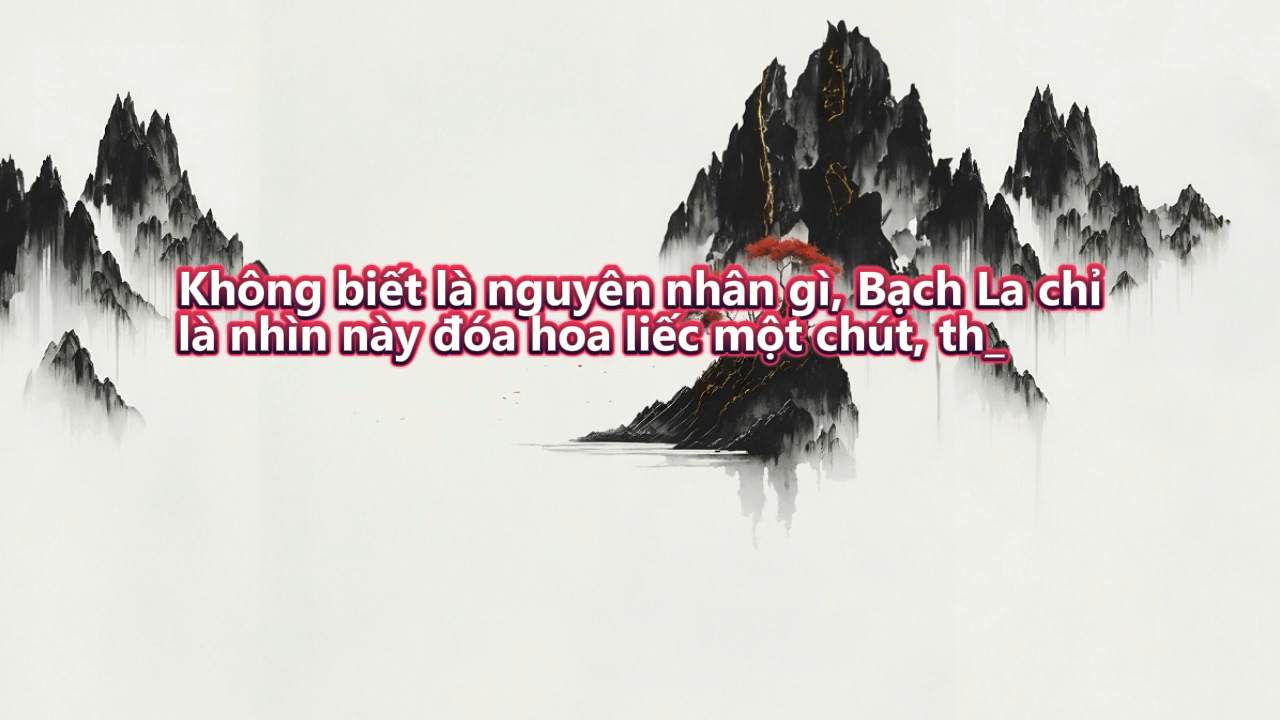 Không biết là nguyên nhân gì, Bạch La chỉ
là nhìn này đóa hoa liếc một chút, th_